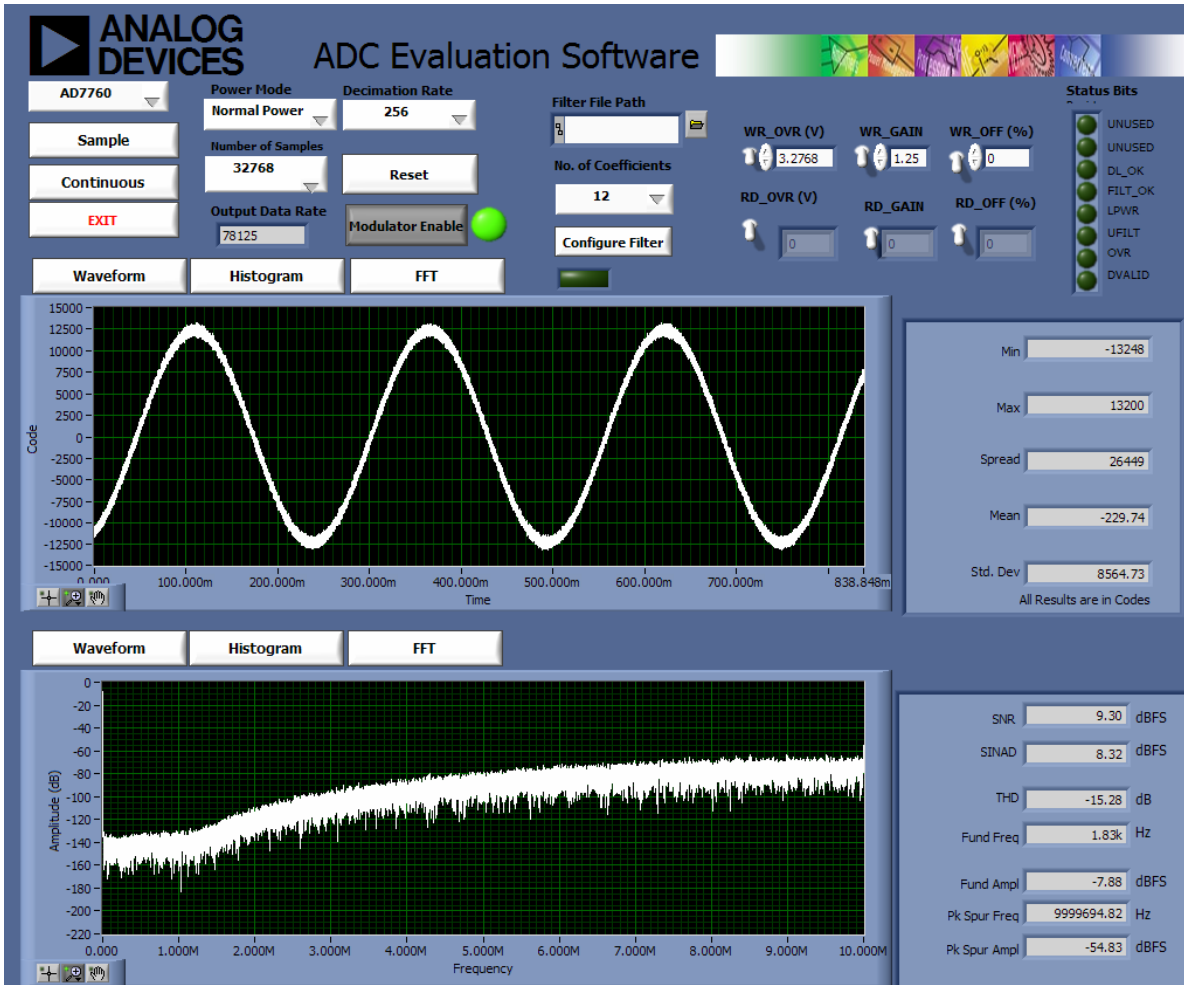 ANALOG
DEVICES
ADC Evaluation Software
AD7760
Power Mode
Decimation Rate
Normal Power
256
Filter File Path
Status Bits
Sample
Number of Samples
32768
Reset
Continuous
No. of Coefficients
12
EXIT
Output Data Rate
78125
Modulator Enable
Configure Filter
WR_OVR (V)
WR_GAIN
WR_OFF (%)
3.2768
1.25
0
RD_OVR (V)
RD_GAIN
RD_OFF (%)
0
0
0
UNUSED
UNUSED
DL_OK
FILT_OK
LPWR
UFILT
OVR
DVALID
Waveform
Histogram
FFT
15000
12500
10000
7500
5000
2500
0
-2500
-5000
-7500
-10000
-12500
-15000
Code
0.000
100.000m
200.000m
300.000m
400.000m
500.000m
600.000m
700.000m
838.848m
Time
Min
-13248
Max
13200
Spread
26449
Mean
-229.74
Std. Dev
8564.73
All Results are in Codes
Waveform
Histogram
FFT
0
-20
-40
-60
-80
-100
-120
-140
-160
-180
-200
-220
Amplitude (dB)
0.000
1.000M
2.000M
3.000M
4.000M
5.000M
6.000M
7.000M
8.000M
9.000M
10.000M
Frequency
SNR
9.30 dBFS
SINAD
8.32 dBFS
THD
-15.28 dB
Fund Freq
1.83k Hz
Fund Ampl
-7.88 dBFS
Pk Spur Freq
9999694.82 Hz
Pk Spur Ampl
-54.83 dBFS